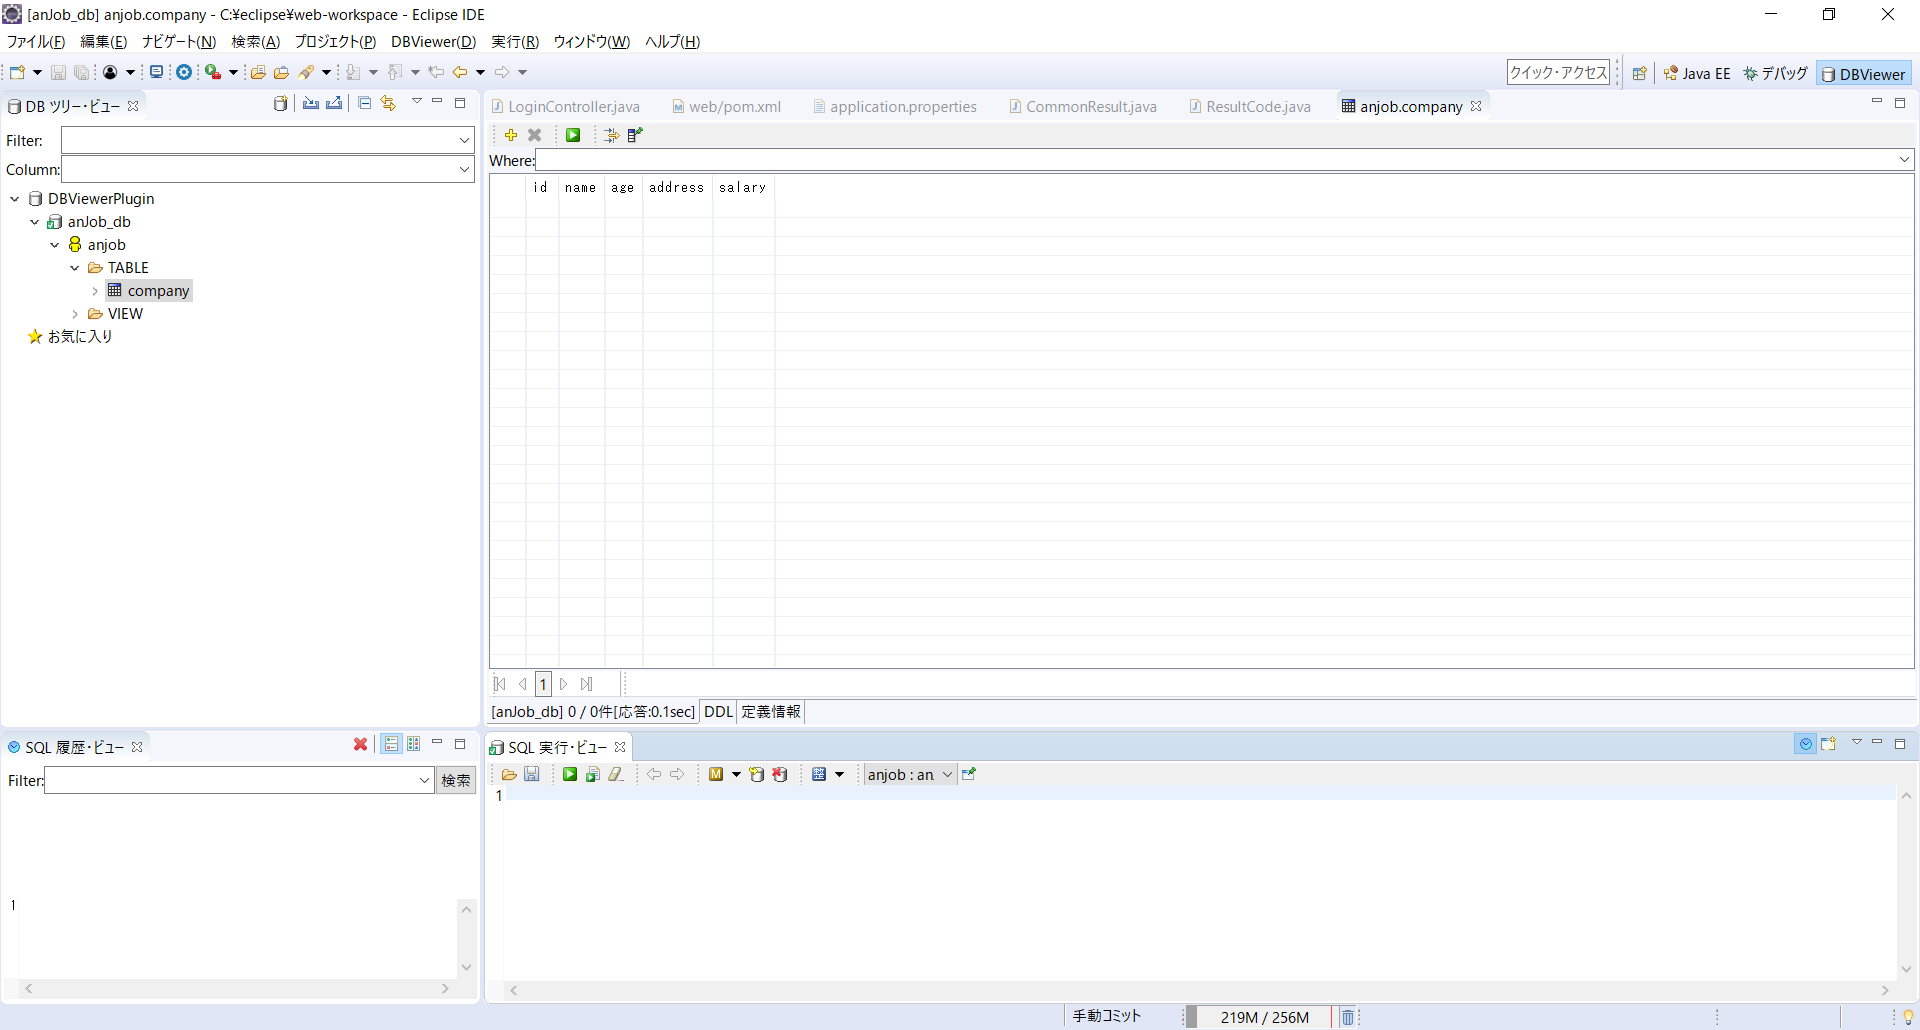 [anJob_db] anjob.company - C:¥eclipse¥web-workspace - Eclipse IDE
ファイル(F) 編集(E) ナビゲート(N) 検索(A) プロジェクト(P) DBViewer(D) 実行(R) ウィンドウ(W) ヘルプ(H)
クイック・アクセス Java EE デバッグ DBViewer
DB ツリー・ビュー
Filter:
Column:
DBViewerPlugin
anJob_db
anjob
TABLE
company
VIEW
お気に入り
LoginController.java web/pom.xml application.properties CommonResult.java ResultCode.java anjob.company
Where:
id name age address salary
1
[anJob_db] 0 / 0件[応答:0.1sec] DDL 定義情報
SQL 履歴・ビュー
Filter: 検索
1
SQL 実行・ビュー
M anjob : an
1
手動コミット 219M / 256M